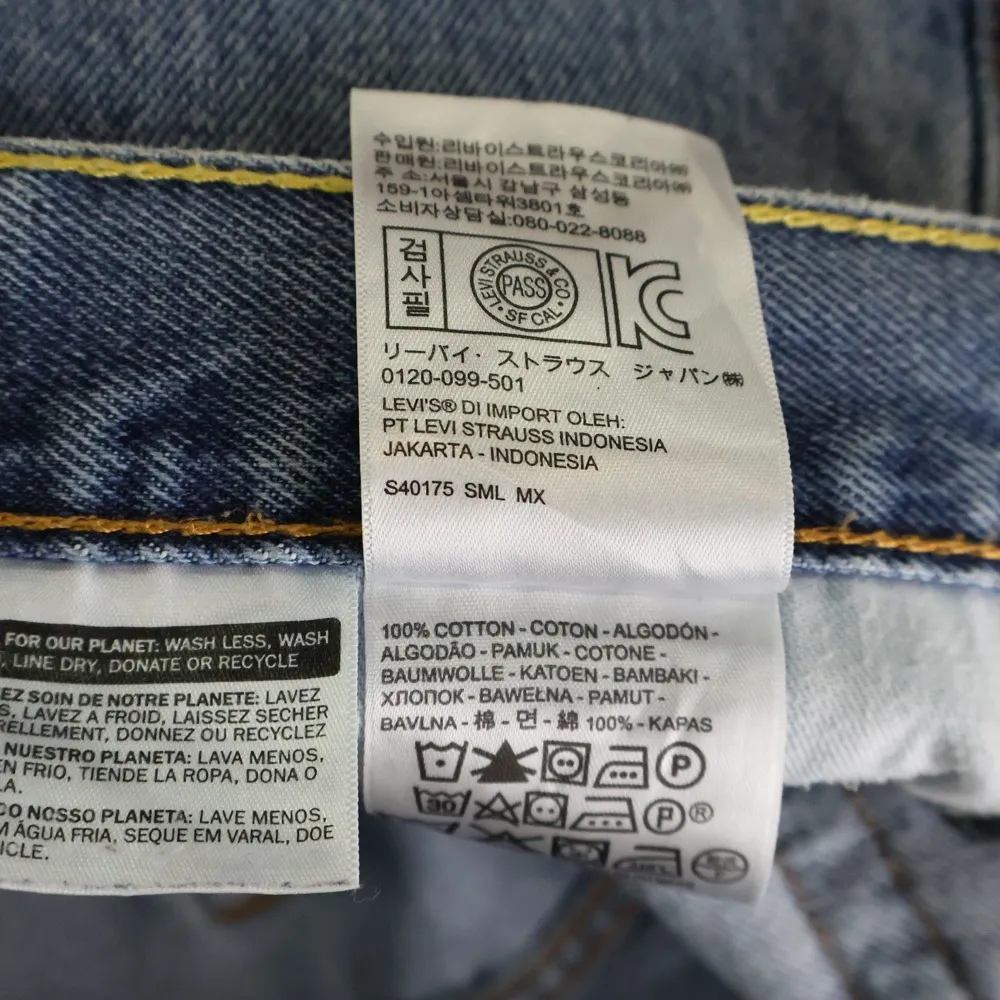 수입원:리바이스트라우스코리아㈜
판매원:리바이스트라우스코리아㈜
주 소:서울시 강남구 삼성동
159-1아셈타워3801호
소비자상담실:080-022-8088
검사필
LEVI STRAUSS & CO
PASS
SF CAL
KC
リーバイ・ストラウス ジャパン㈱
0120-099-501
LEVI'S® DI IMPORT OLEH:
PT LEVI STRAUSS INDONESIA
JAKARTA - INDONESIA
S40175 SML MX
100% COTTON - COTON - ALGODÓN -
ALGODÃO - PAMUK - COTONE -
BAUMWOLLE - KATOEN - BAMBAKI -
ХЛОПОК - BAWEŁNA - PAMUT -
BAVLNA - 棉 - 면 - 綿 100% - KAPAS
P
30 P®
FOR OUR PLANET: WASH LESS, WASH
LINE DRY, DONATE OR RECYCLE
EZ SOIN DE NOTRE PLANETE: LAVEZ
S, LAVEZ A FROID, LAISSEZ SECHER
RELLEMENT, DONNEZ OU RECYCLEZ
NUESTRO PLANETA: LAVA MENOS,
EN FRIO, TIENDE LA ROPA, DONA O
LA.
O NOSSO PLANETA: LAVE MENOS,
M ÁGUA FRIA, SEQUE EM VARAL, DOE
ICLE.